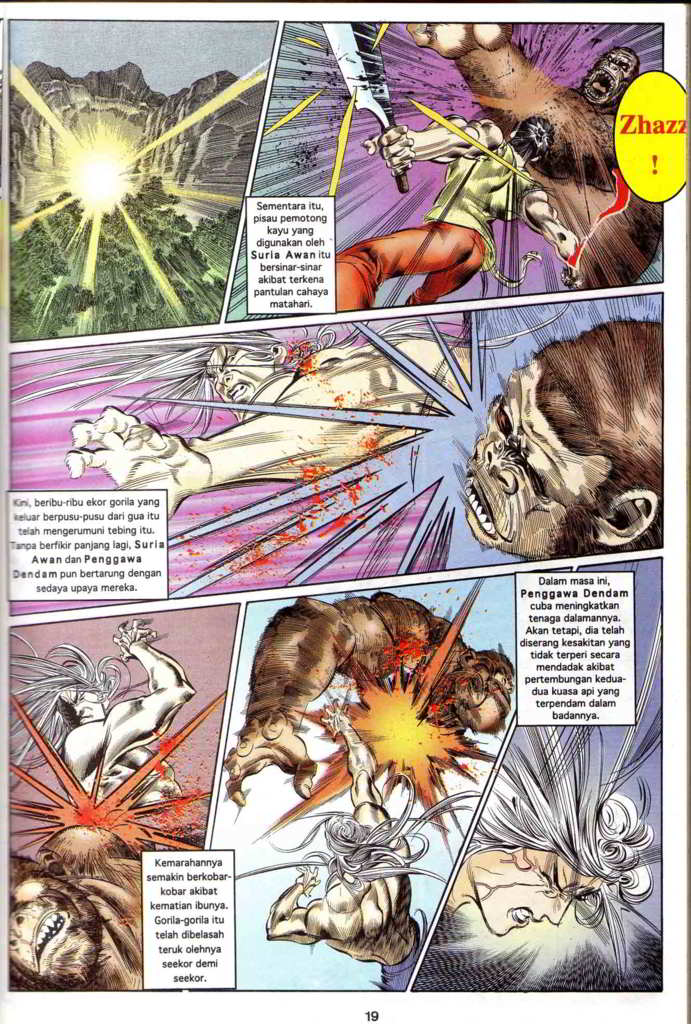 19
Zhazz
!
Sementara itu,
pisau pemotong
kayu yang
digunakan oleh
Suria Awan itu
bersinar-sinar
akibat terkena
pantulan cahaya
matahari.
Kini, beribu-ribu ekor gorila yang
keluar berpusu-pusu dari gua itu
telah mengerumuni tebing itu.
Tanpa berfikir panjang lagi, Suria
Awan dan Penggawa
Dendam pun bertarung dengan
sedaya upaya mereka.
Dalam masa ini,
Penggawa Dendam
cuba meningkatkan
tenaga dalamannya.
Akan tetapi, dia telah
diserang kesakitan yang
tidak terperi secara
mendadak akibat
pertembungan kedua-
dua kuasa api yang
terpendam dalam
badannya.
Kemarahannya
semakin berkobar-
kobar akibat
kematian ibunya.
Gorila-gorila itu
telah dibelasah
teruk olehnya
seekor demi
seekor.
19